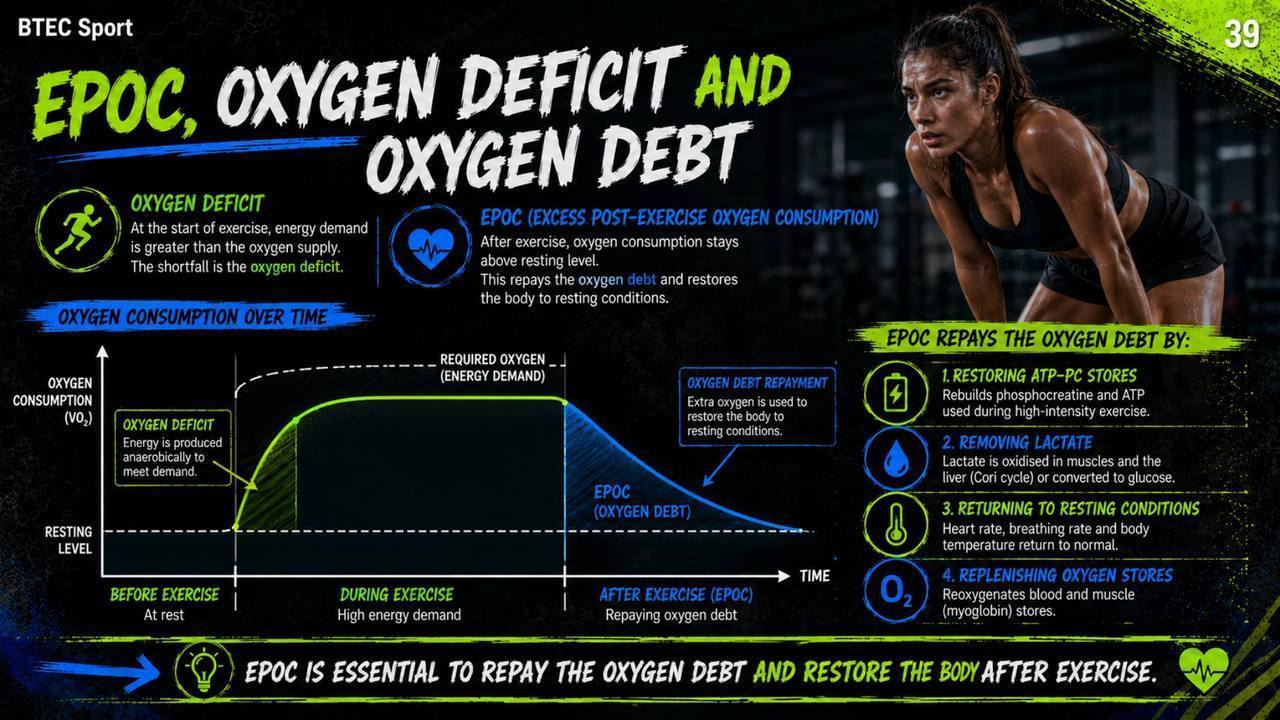 BTEC Sport
39
EPOC, OXYGEN DEFICIT AND
OXYGEN DEBT
OXYGEN DEFICIT
At the start of exercise, energy demand
is greater than the oxygen supply.
The shortfall is the oxygen deficit.
EPOC (EXCESS POST-EXERCISE OXYGEN CONSUMPTION)
After exercise, oxygen consumption stays
above resting level.
This repays the oxygen debt and restores
the body to resting conditions.
OXYGEN CONSUMPTION OVER TIME
OXYGEN
CONSUMPTION
(VO₂)
REQUIRED OXYGEN
(ENERGY DEMAND)
OXYGEN DEFICIT
Energy is produced
anaerobically to
meet demand.
OXYGEN DEBT REPAYMENT
Extra oxygen is used to
restore the body to
resting conditions.
EPOC
(OXYGEN DEBT)
RESTING
LEVEL
TIME
BEFORE EXERCISE
At rest
DURING EXERCISE
High energy demand
AFTER EXERCISE (EPOC)
Repaying oxygen debt
EPOC REPAYS THE OXYGEN DEBT BY:
1. RESTORING ATP-PC STORES
Rebuilds phosphocreatine and ATP
used during high-intensity exercise.
2. REMOVING LACTATE
Lactate is oxidised in muscles and the
liver (Cori cycle) or converted to glucose.
3. RETURNING TO RESTING CONDITIONS
Heart rate, breathing rate and body
temperature return to normal.
O₂
4. REPLENISHING OXYGEN STORES
Reoxygenates blood and muscle
(myoglobin) stores.
EPOC IS ESSENTIAL TO REPAY THE OXYGEN DEBT AND RESTORE THE BODY AFTER EXERCISE.